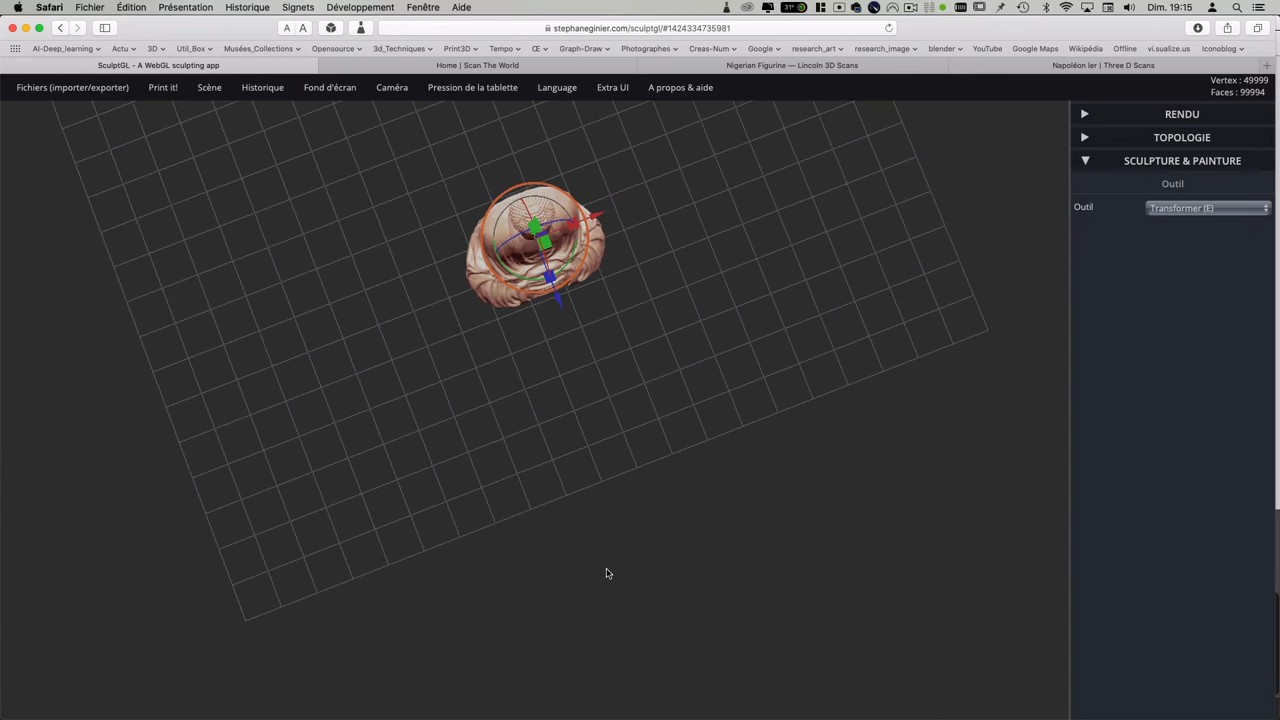 Safari Fichier Édition Présentation Historique Signets Développement Fenêtre Aide 31° Dim. 19:15
A A stephaneginier.com/sculptgl/#1424334735981
AI-Deep_learning Actu 3D Util_Box Musées_Collections Opensource 3d_Techniques Print3D Tempo Œ Graph-Draw Photographes Creas-Num Google research_art research_image blender YouTube Google Maps Wikipédia Offline vi.sualize.us Iconoblog
SculptGL - A WebGL sculpting app Home | Scan The World Nigerian Figurine — Lincoln 3D Scans Napoléon Ier | Three D Scans
Fichiers (importer/exporter) Print it! Scène Historique Fond d'écran Caméra Pression de la tablette Language Extra UI A propos & aide
Vertex : 49999
Faces : 99994
RENDU
TOPOLOGIE
SCULPTURE & PAINTURE
Outil
Outil Transformer (E)